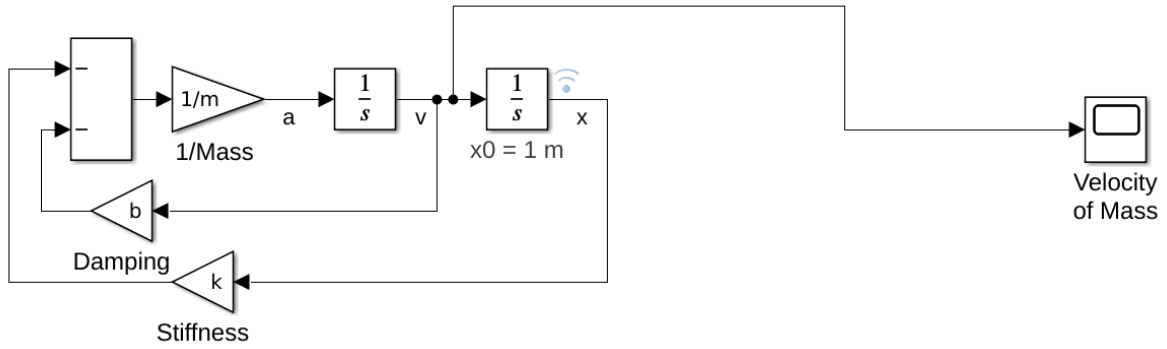 −
−
1/m
1/Mass
a
1
s
v
1
s
x0 = 1 m
x
b
Damping
k
Stiffness
Velocity
of Mass